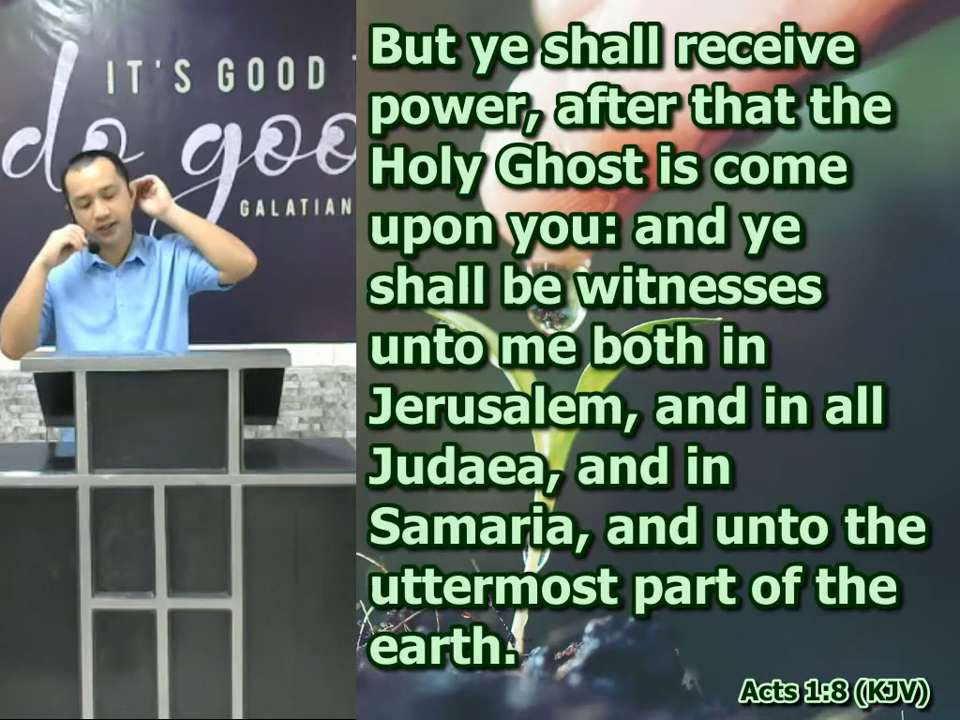 IT'S GOOD
do goo
GALATIAN
But ye shall receive
power, after that the
Holy Ghost is come
upon you: and ye
shall be witnesses
unto me both in
Jerusalem, and in all
Judaea, and in
Samaria, and unto the
uttermost part of the
earth.
Acts 1:8 (KJV)